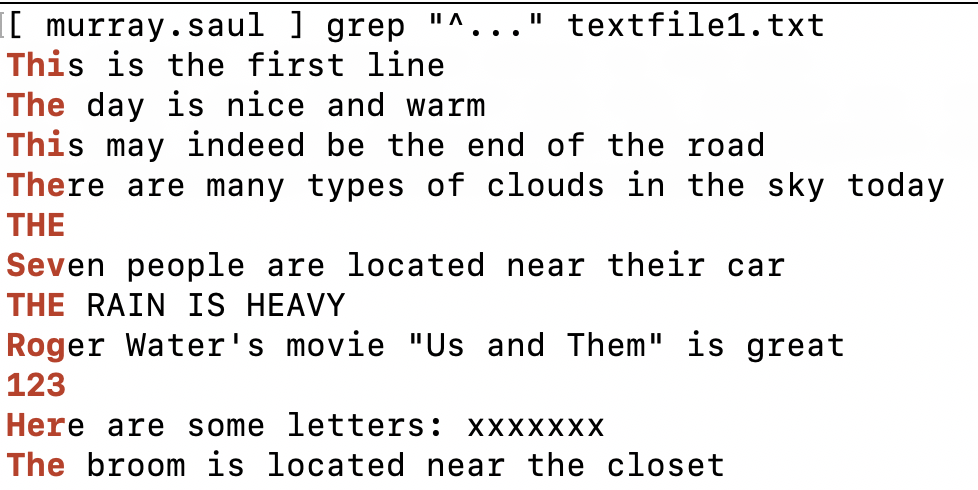 [ murray.saul ] grep "^..." textfile1.txt
This is the first line
The day is nice and warm
This may indeed be the end of the road
There are many types of clouds in the sky today
THE
Seven people are located near their car
THE RAIN IS HEAVY
Roger Water's movie "Us and Them" is great
123
Here are some letters: xxxxxxx
The broom is located near the closet